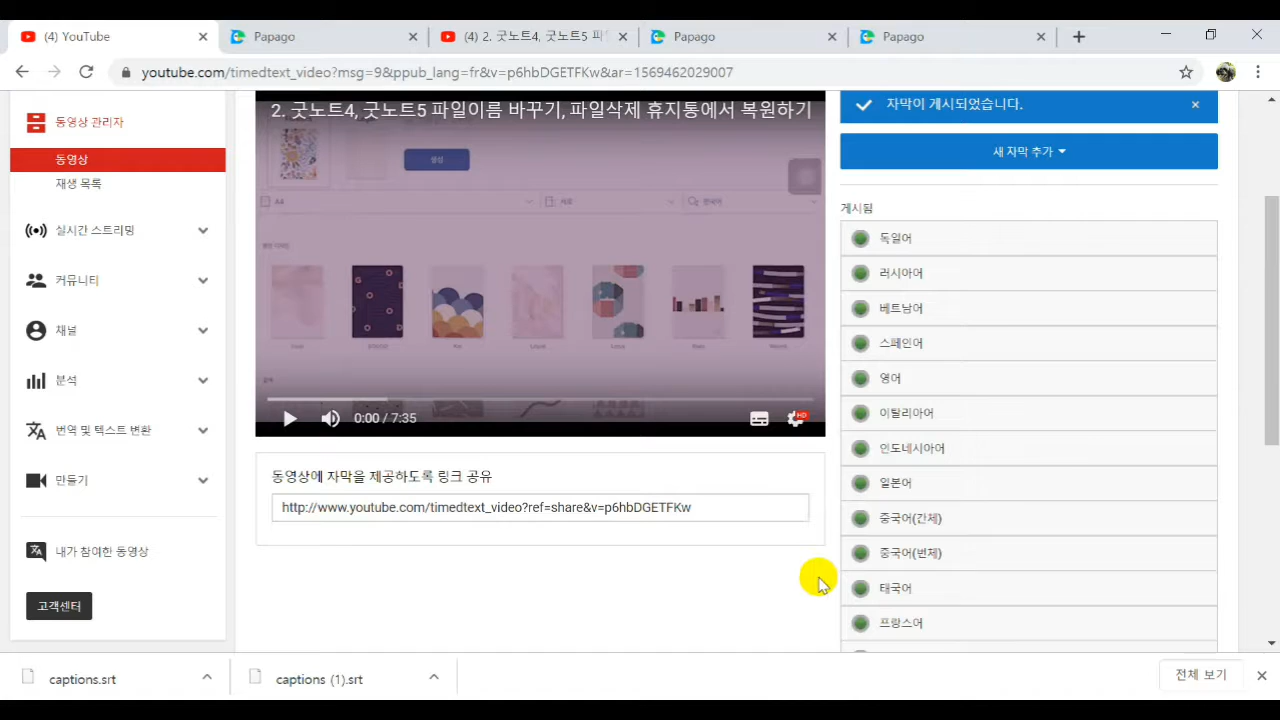 (4) YouTube
Papago
(4) 2. 굿노트4, 굿노트5 파
Papago
Papago
youtube.com/timedtext_video?msg=9&ppub_lang=fr&v=p6hbDGETFKw&ar=1569462029007
동영상 관리자
동영상
재생 목록
실시간 스트리밍
커뮤니티
채널
분석
번역 및 텍스트 변환
만들기
내가 참여한 동영상
고객센터
2. 굿노트4, 굿노트5 파일이름 바꾸기, 파일삭제 휴지통에서 복원하기
생성
A4
0:00 / 7:35
HD
동영상에 자막을 제공하도록 링크 공유
http://www.youtube.com/timedtext_video?ref=share&v=p6hbDGETFKw
자막이 게시되었습니다.
새 자막 추가
게시됨
독일어
러시아어
베트남어
스페인어
영어
이탈리아어
인도네시아어
일본어
중국어(간체)
중국어(번체)
태국어
프랑스어
captions.srt
captions (1).srt
전체 보기